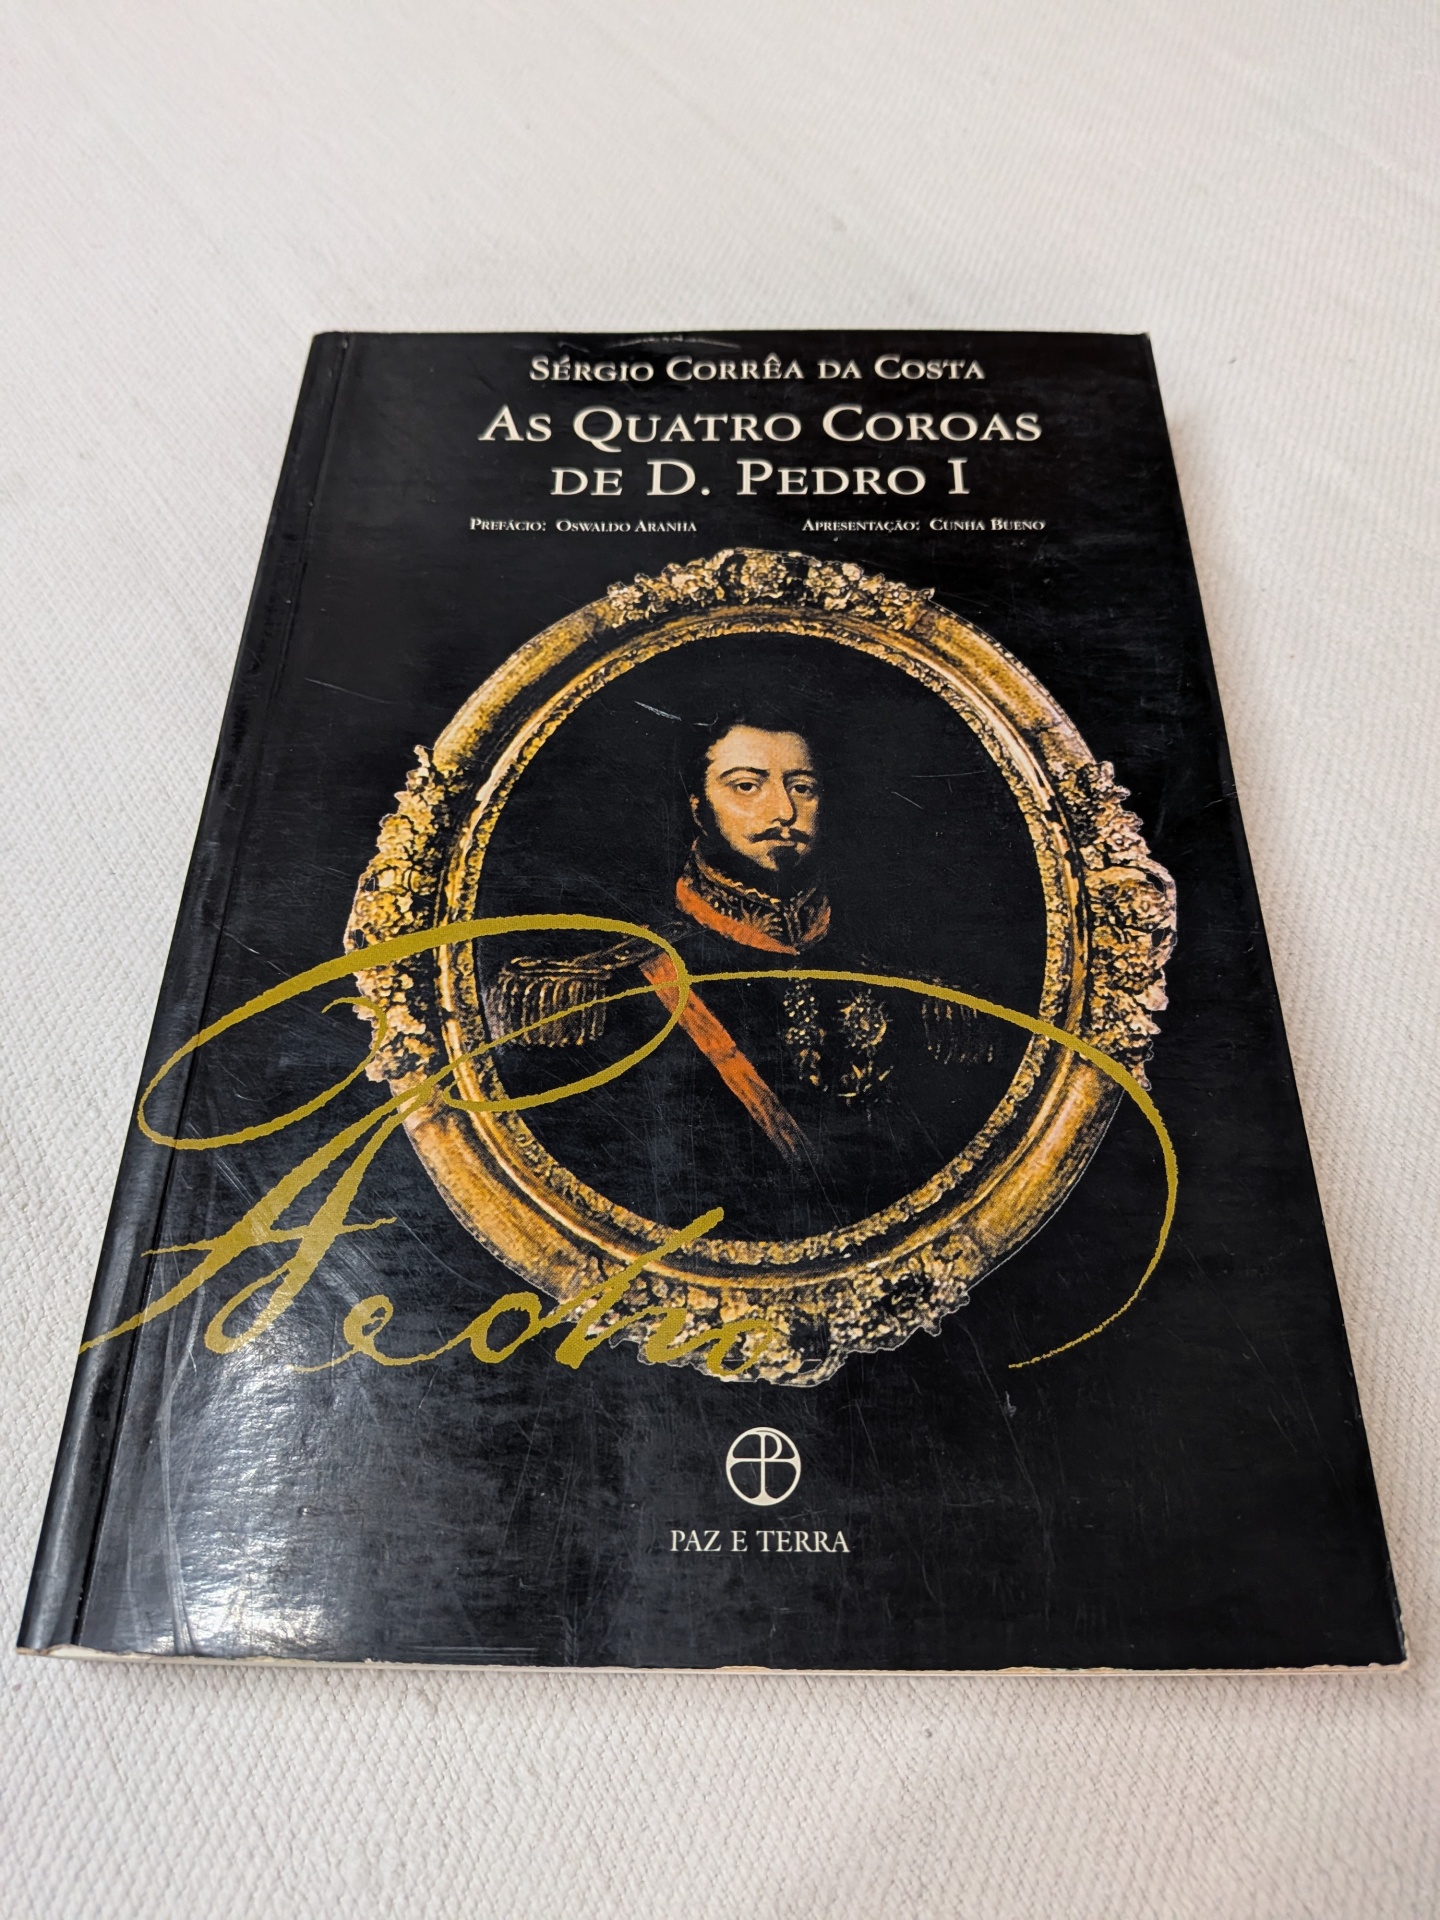 SÉRGIO CORRÊA DA COSTA
AS QUATRO COROAS
DE D. PEDRO I
PREFÁCIO: OSWALDO ARANHA
APRESENTAÇÃO: CUNHA BUENO
Pedro
PAZ E TERRA